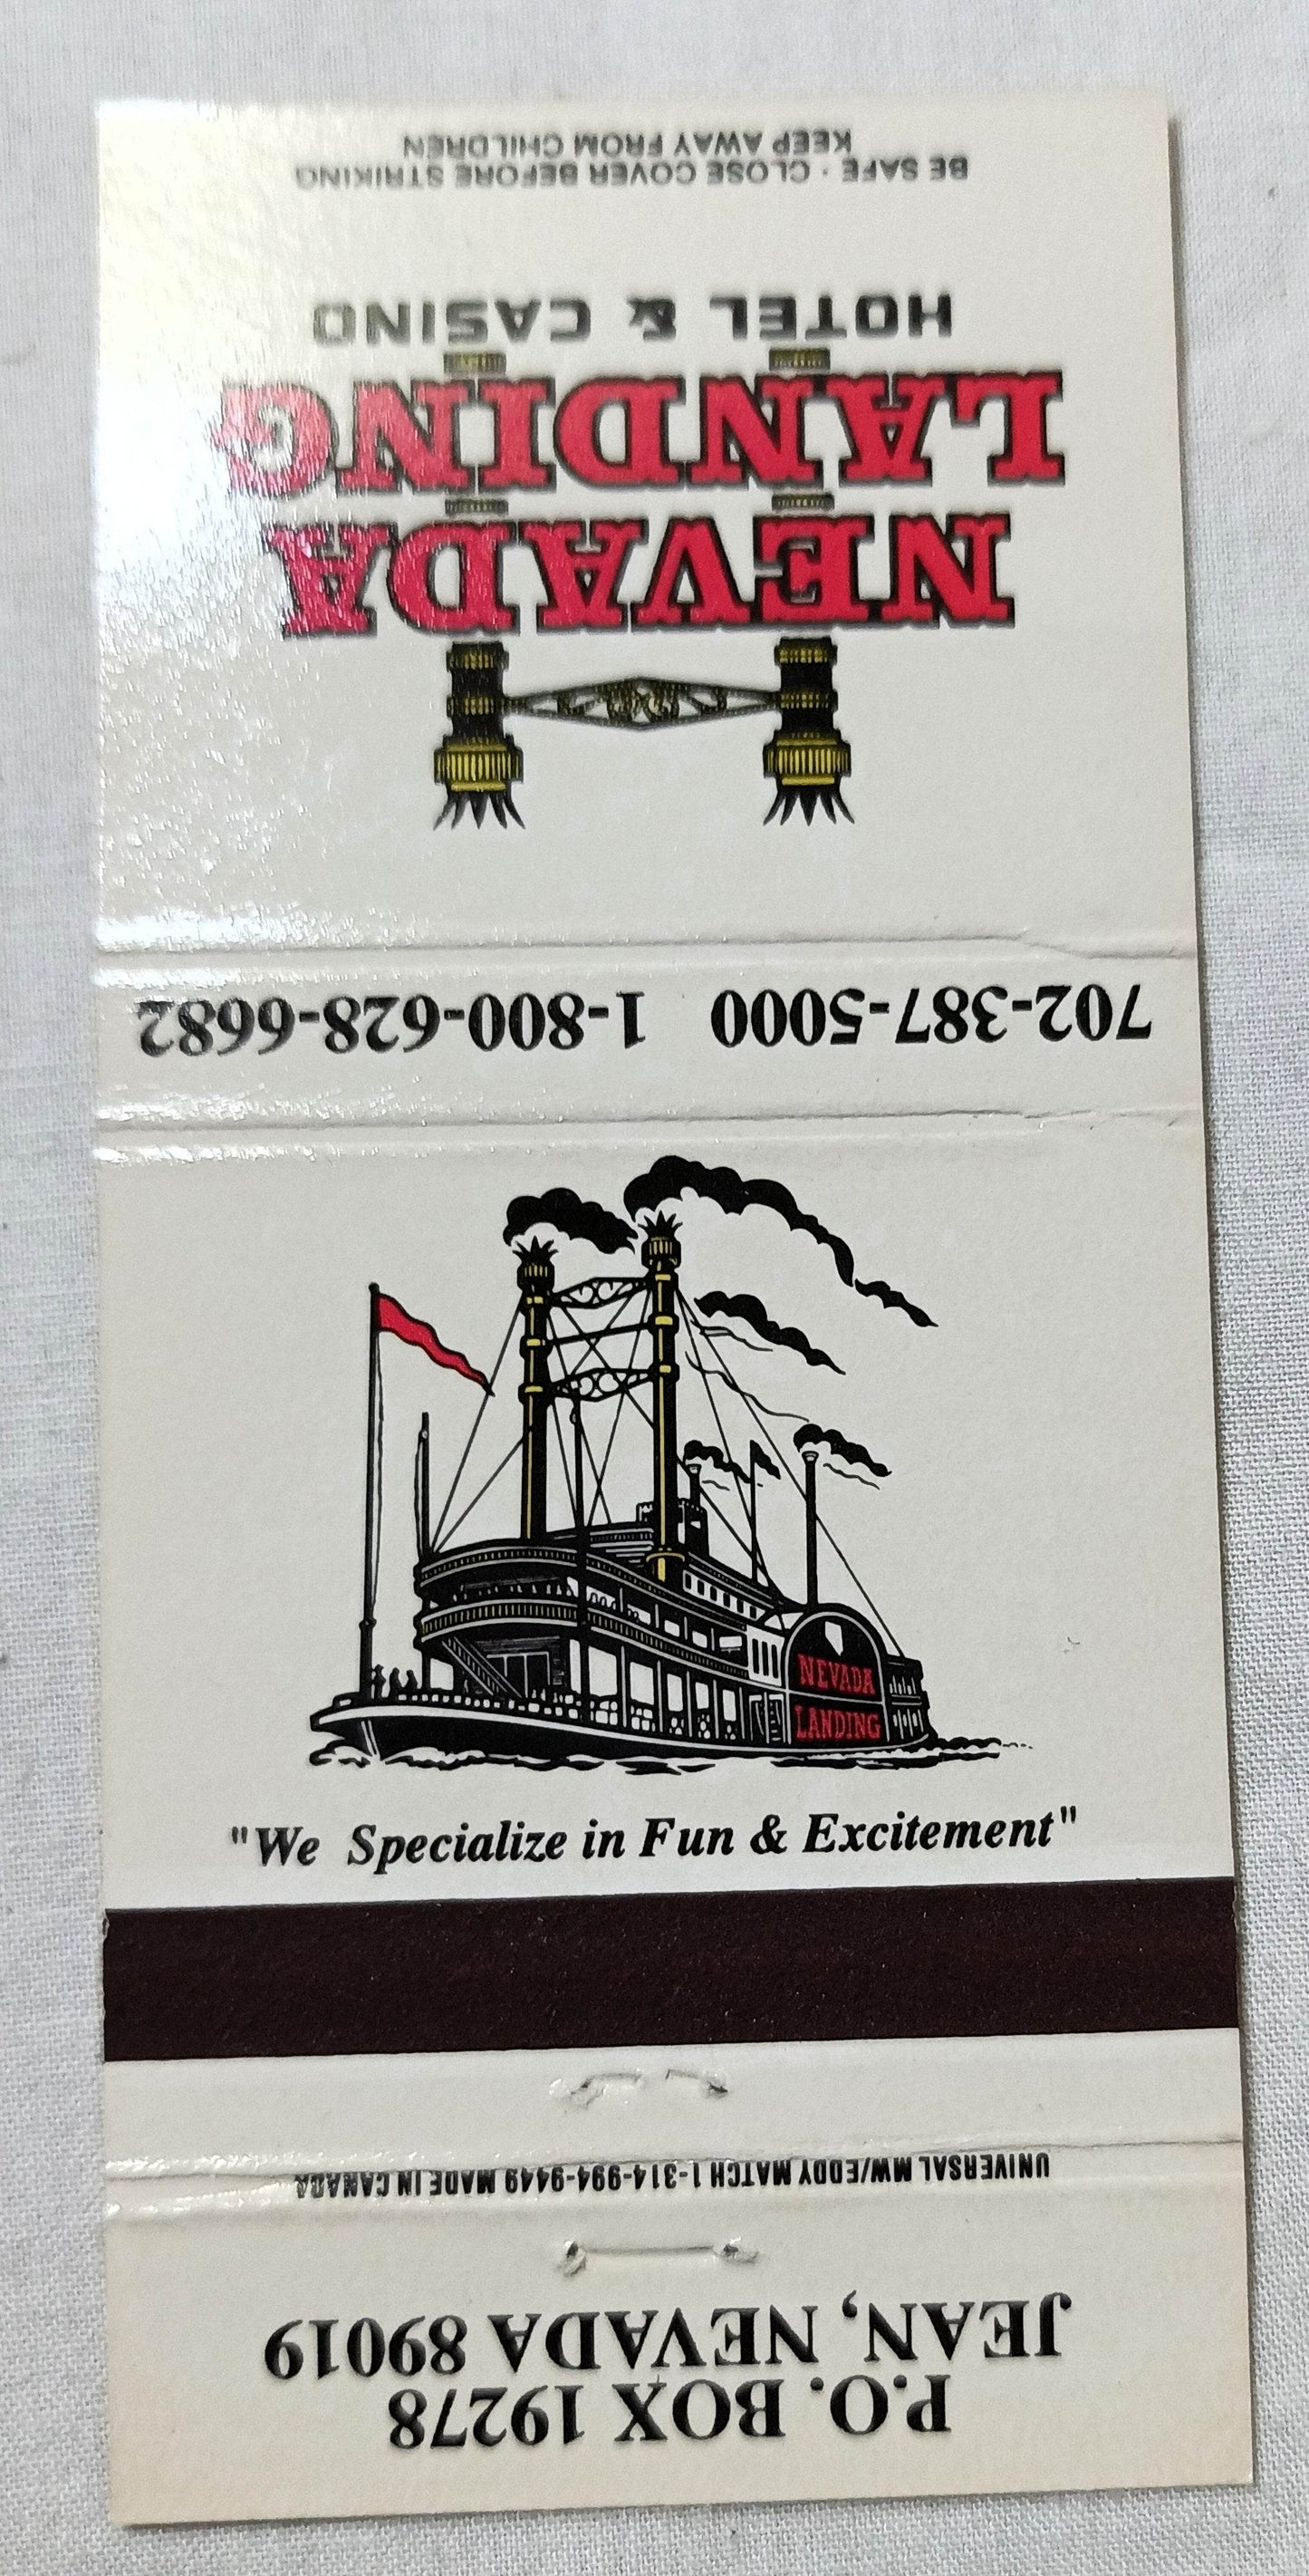 BE SAFE · CLOSE COVER BEFORE STRIKING
KEEP AWAY FROM CHILDREN
NEVADA
LANDING
HOTEL & CASINO
702-387-5000 1-800-628-6682
NEVADA
LANDING
"We Specialize in Fun & Excitement"
UNIVERSAL MW/EDDY MATCH 1-314-994-9449 MADE IN CANADA
P.O. BOX 19278
JEAN, NEVADA 89019